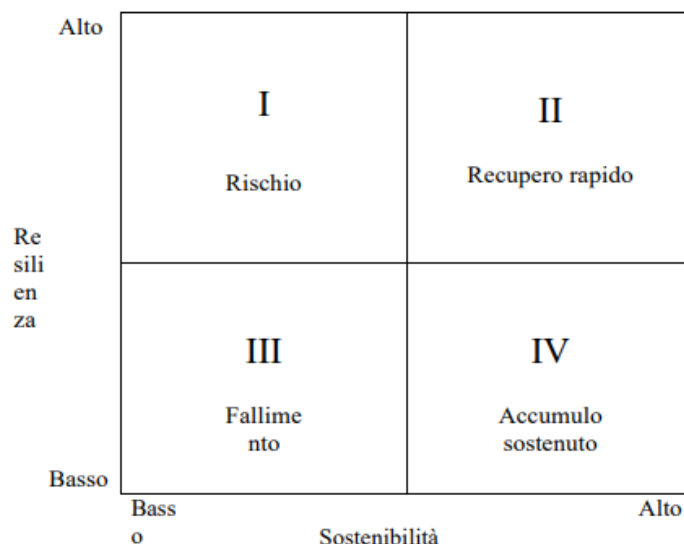 Alto
I
II
Rischio
Recupero rapido
Re
sili
en
za
III
IV
Fallime
nto
Accumulo
sostenuto
Basso
Bass
o
Alto
Sostenibilità